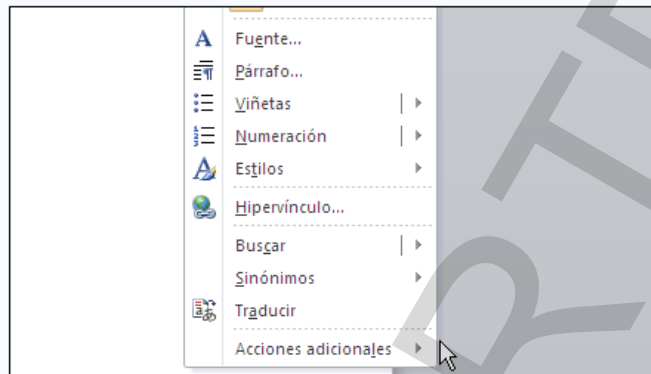 Fuente...
Párrafo...
Viñetas
Numeración
Estilos
Hipervínculo...
Buscar
Sinónimos
Traducir
Acciones adicionales